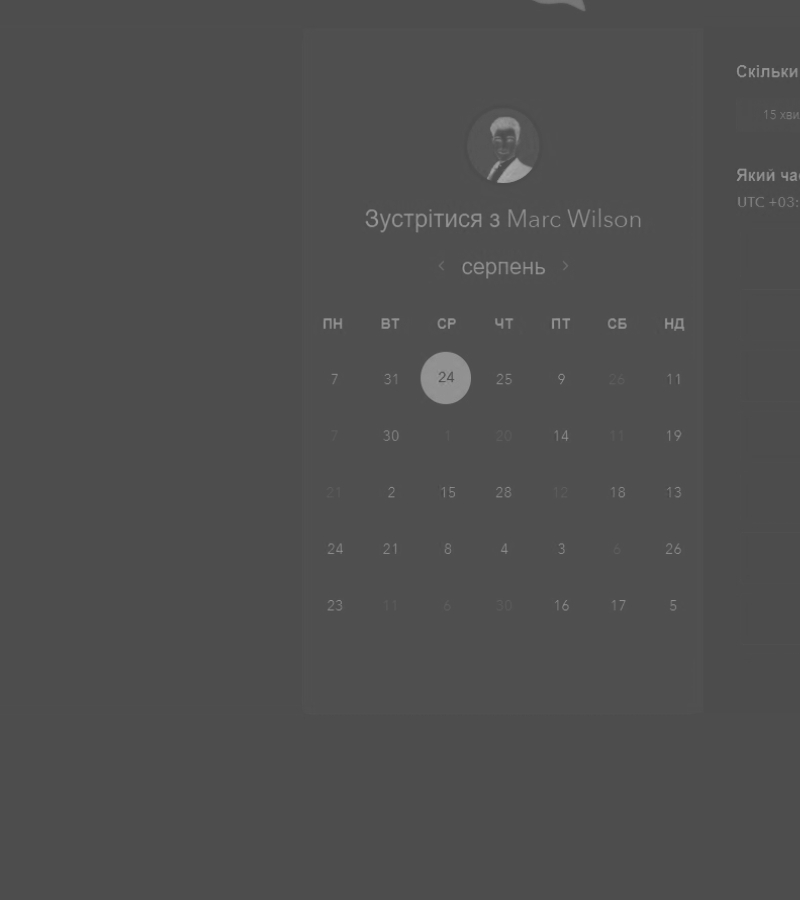 Зустрітися з Marc Wilson
серпень
ПН ВТ СР ЧТ ПТ СБ НД
7 31 24 25 9 26 11
7 30 1 20 14 11 19
21 2 15 28 12 18 13
24 21 8 4 3 6 26
23 11 6 30 16 17 5
Скільки
15 хви
Який ча
UTC +03: